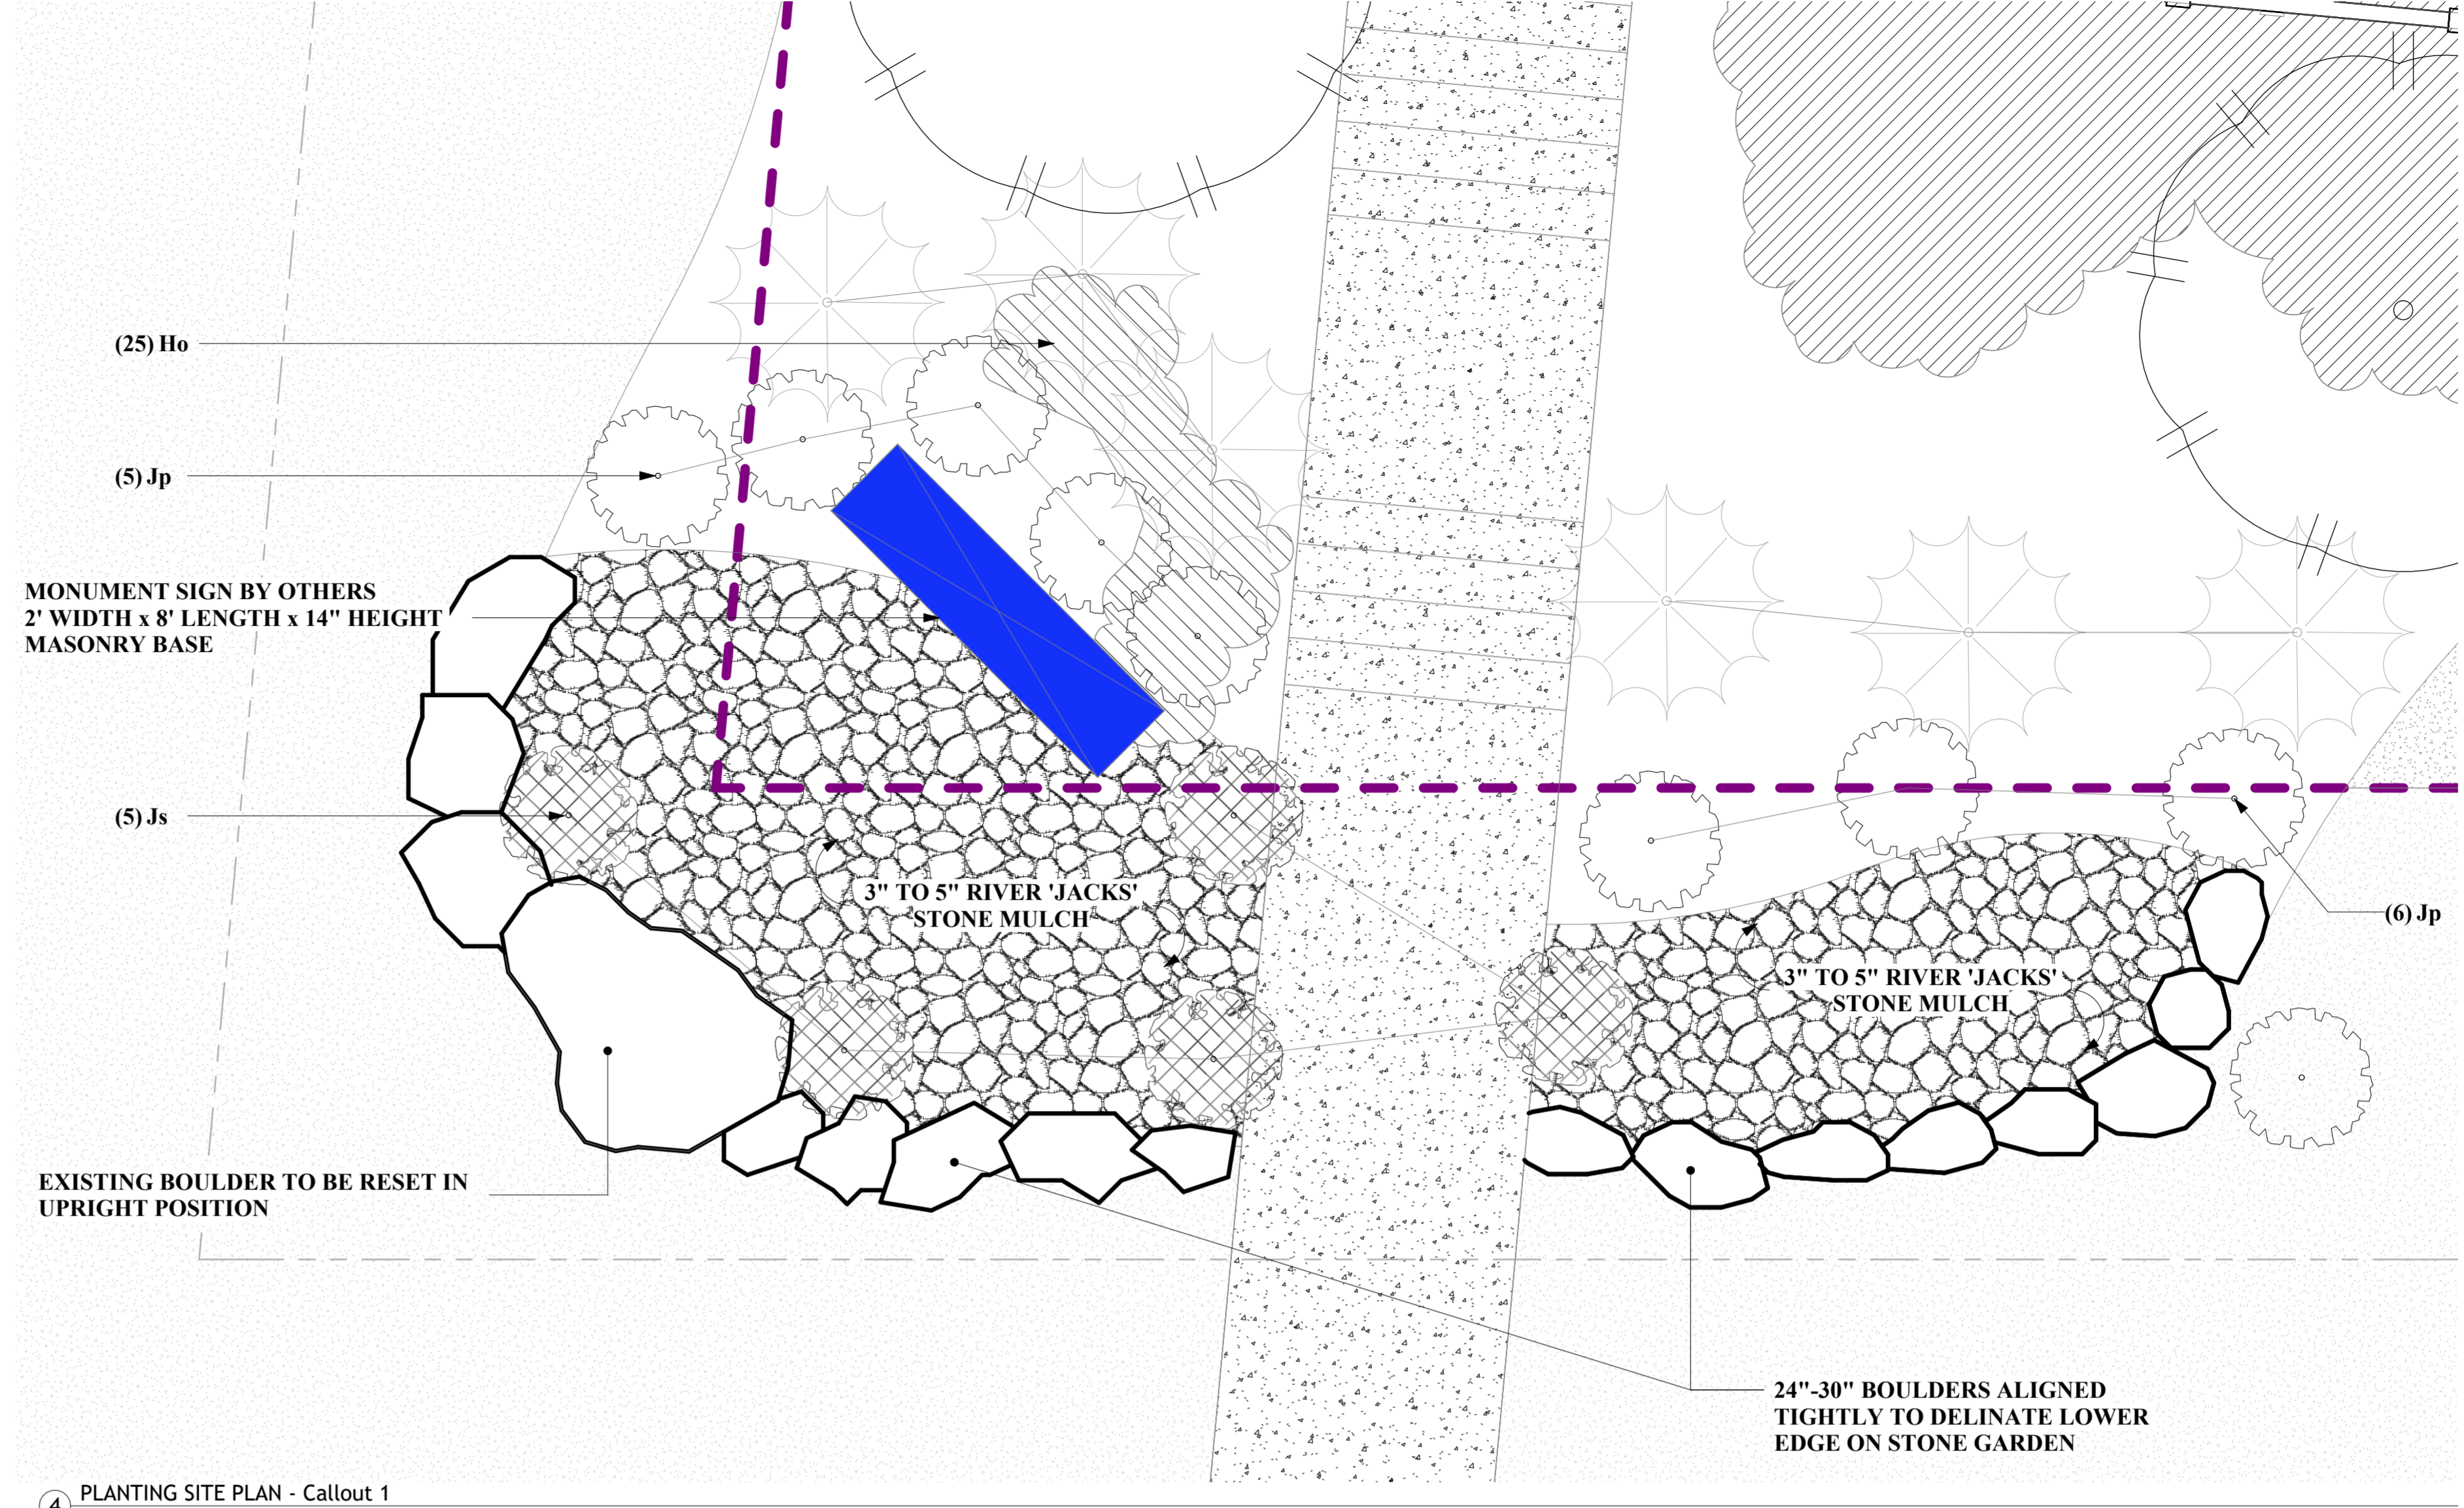 (25) Ho
(5) Jp
MONUMENT SIGN BY OTHERS
2' WIDTH x 8' LENGTH x 14" HEIGHT
MASONRY BASE
(5) Js
3" TO 5" RIVER 'JACKS'
STONE MULCH
(6) Jp
3" TO 5" RIVER 'JACKS'
STONE MULCH
EXISTING BOULDER TO BE RESET IN
UPRIGHT POSITION
24"-30" BOULDERS ALIGNED
TIGHTLY TO DELINATE LOWER
EDGE ON STONE GARDEN
4 PLANTING SITE PLAN - Callout 1